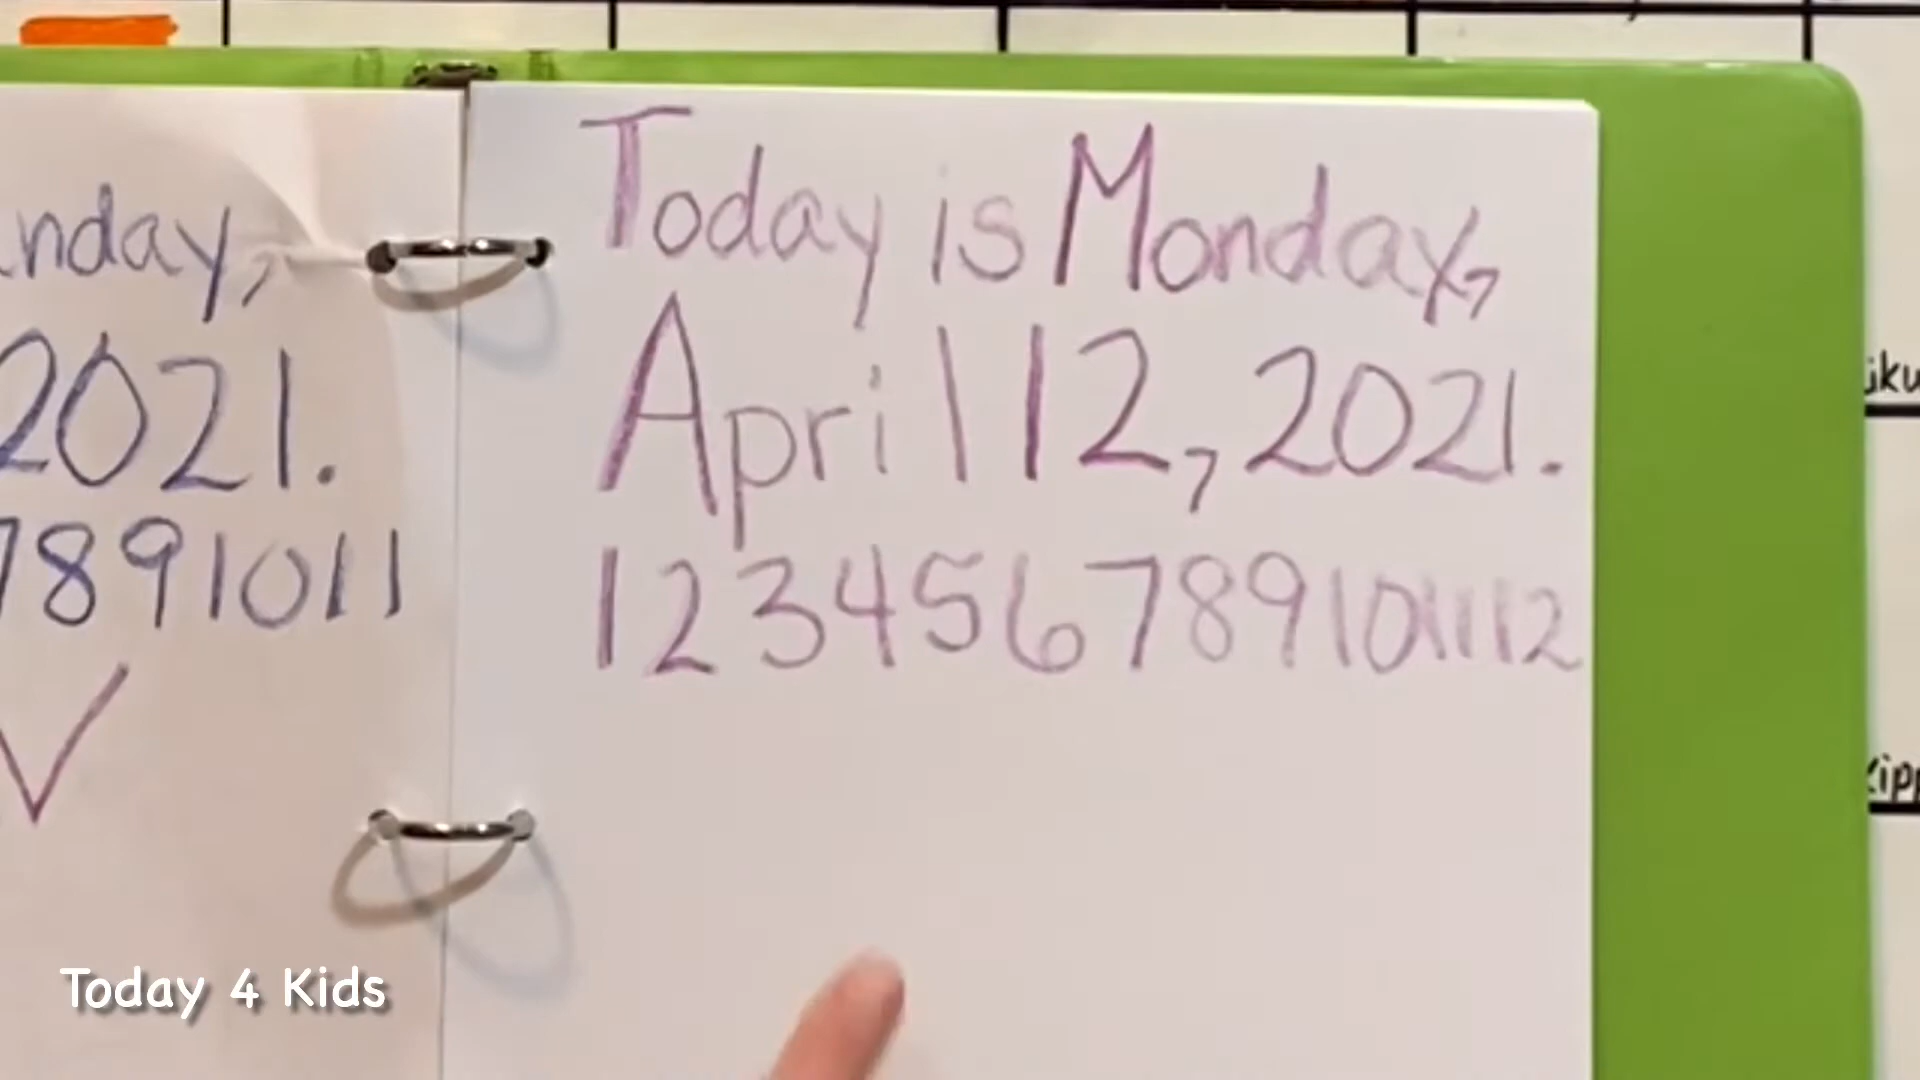 nday,
2021.
7891011
Today is Monday,
April 12, 2021.
123456789101112
Today 4 Kids